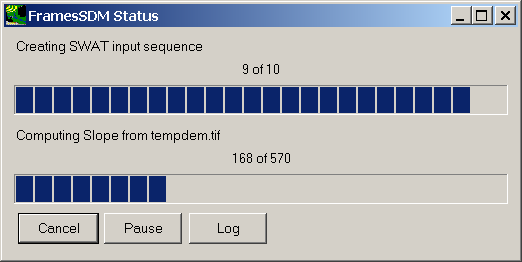 FramesSDM Status
Creating SWAT input sequence
9 of 10
Computing Slope from tempdem.tif
168 of 570
Cancel Pause Log